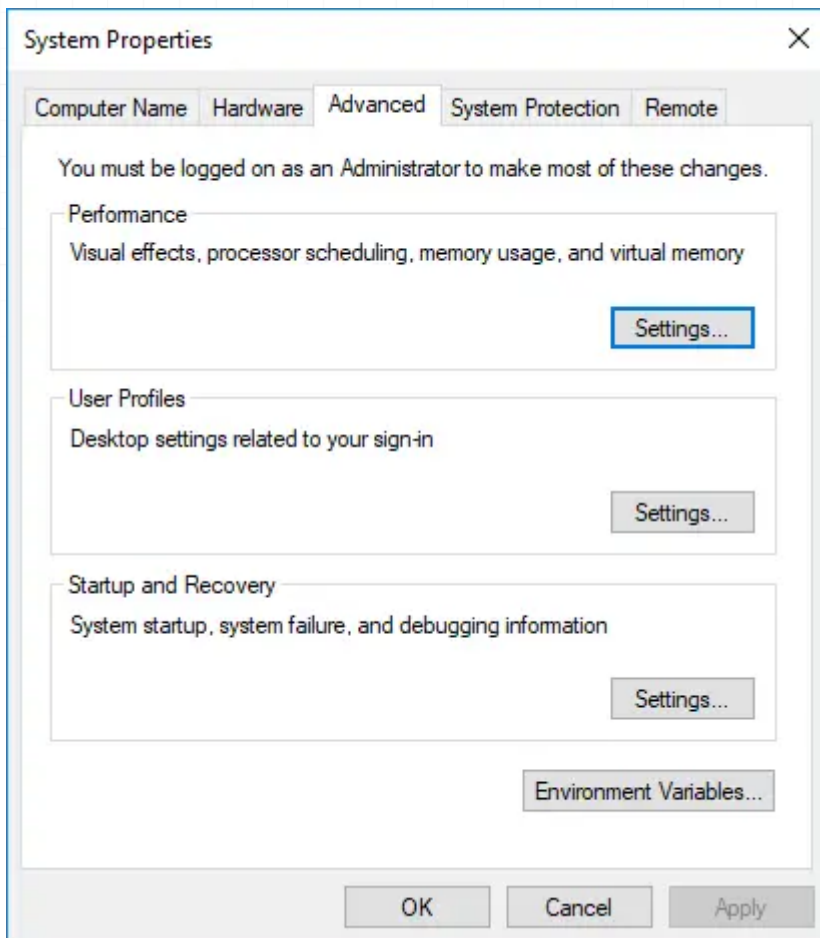 System Properties
Computer Name Hardware Advanced System Protection Remote
You must be logged on as an Administrator to make most of these changes.
Performance
Visual effects, processor scheduling, memory usage, and virtual memory
Settings...
User Profiles
Desktop settings related to your sign-in
Settings...
Startup and Recovery
System startup, system failure, and debugging information
Settings...
Environment Variables...
OK Cancel Apply